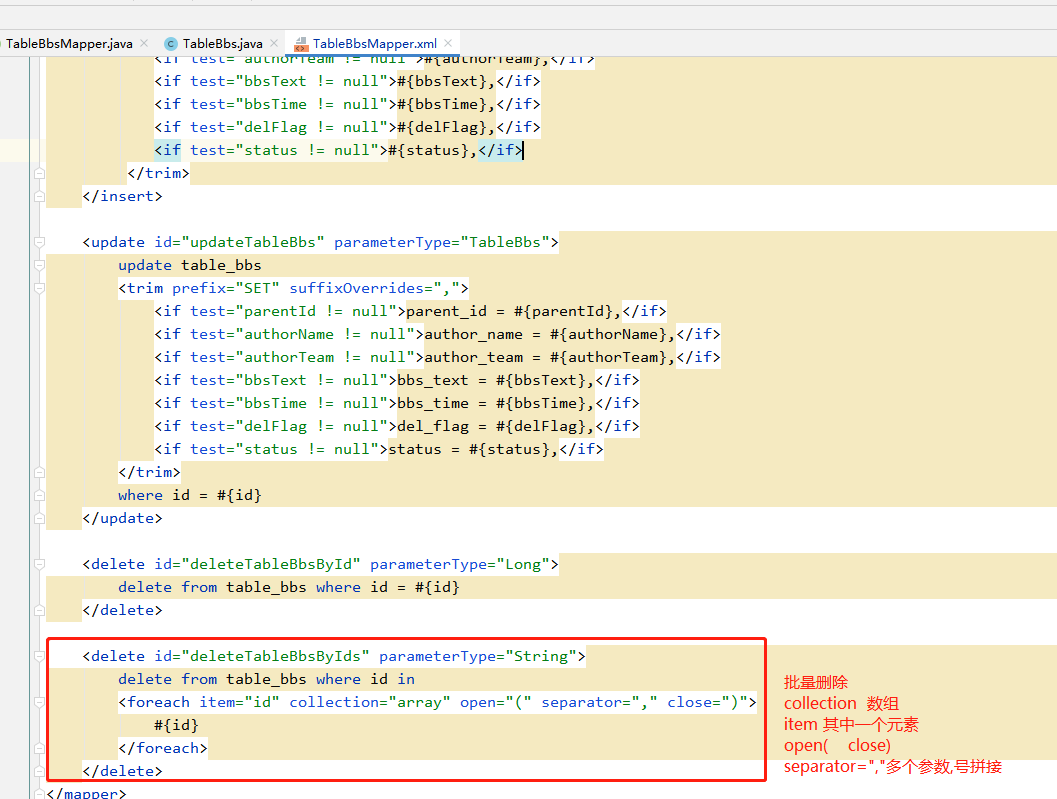 TableBbsMapper.java × TableBbs.java × TableBbsMapper.xml ×
<if test="authorTeam != null">#{authorTeam},</if>
<if test="bbsText != null">#{bbsText},</if>
<if test="bbsTime != null">#{bbsTime},</if>
<if test="delFlag != null">#{delFlag},</if>
<if test="status != null">#{status},</if>
</trim>
</insert>
<update id="updateTableBbs" parameterType="TableBbs">
update table_bbs
<trim prefix="SET" suffixOverrides=",">
<if test="parentId != null">parent_id = #{parentId},</if>
<if test="authorName != null">author_name = #{authorName},</if>
<if test="authorTeam != null">author_team = #{authorTeam},</if>
<if test="bbsText != null">bbs_text = #{bbsText},</if>
<if test="bbsTime != null">bbs_time = #{bbsTime},</if>
<if test="delFlag != null">del_flag = #{delFlag},</if>
<if test="status != null">status = #{status},</if>
</trim>
where id = #{id}
</update>
<delete id="deleteTableBbsById" parameterType="Long">
delete from table_bbs where id = #{id}
</delete>
<delete id="deleteTableBbsByIds" parameterType="String">
delete from table_bbs where id in
<foreach item="id" collection="array" open="(" separator="," close=")">
#{id}
</foreach>
</delete>
</mapper>
批量删除
collection 数组
item 其中一个元素
open( close)
separator=","多个参数,号拼接